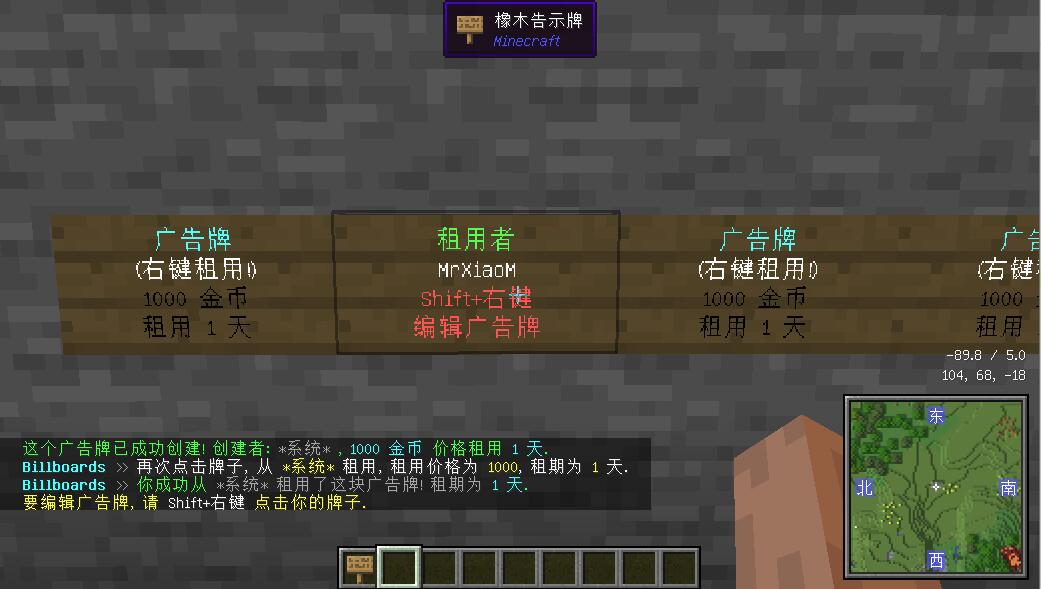 橡木告示牌
Minecraft
广告牌
(右键租用!)
1000 金币
租用 1 天
租用者
MrXiaoM
Shift+右键
编辑广告牌
广告牌
(右键租用!)
1000 金币
租用 1 天
广告
(右键
1000
租用
-89.8 / 5.0
104, 68, -18
这个广告牌已成功创建! 创建者: *系统* , 1000 金币 价格租用 1 天.
Billboards >> 再次点击牌子, 从 *系统* 租用, 租用价格为 1000, 租期为 1 天.
Billboards >> 你成功从 *系统* 租用了这块广告牌! 租期为 1 天.
要编辑广告牌, 请 Shift+右键 点击你的牌子.
东
北
南
西